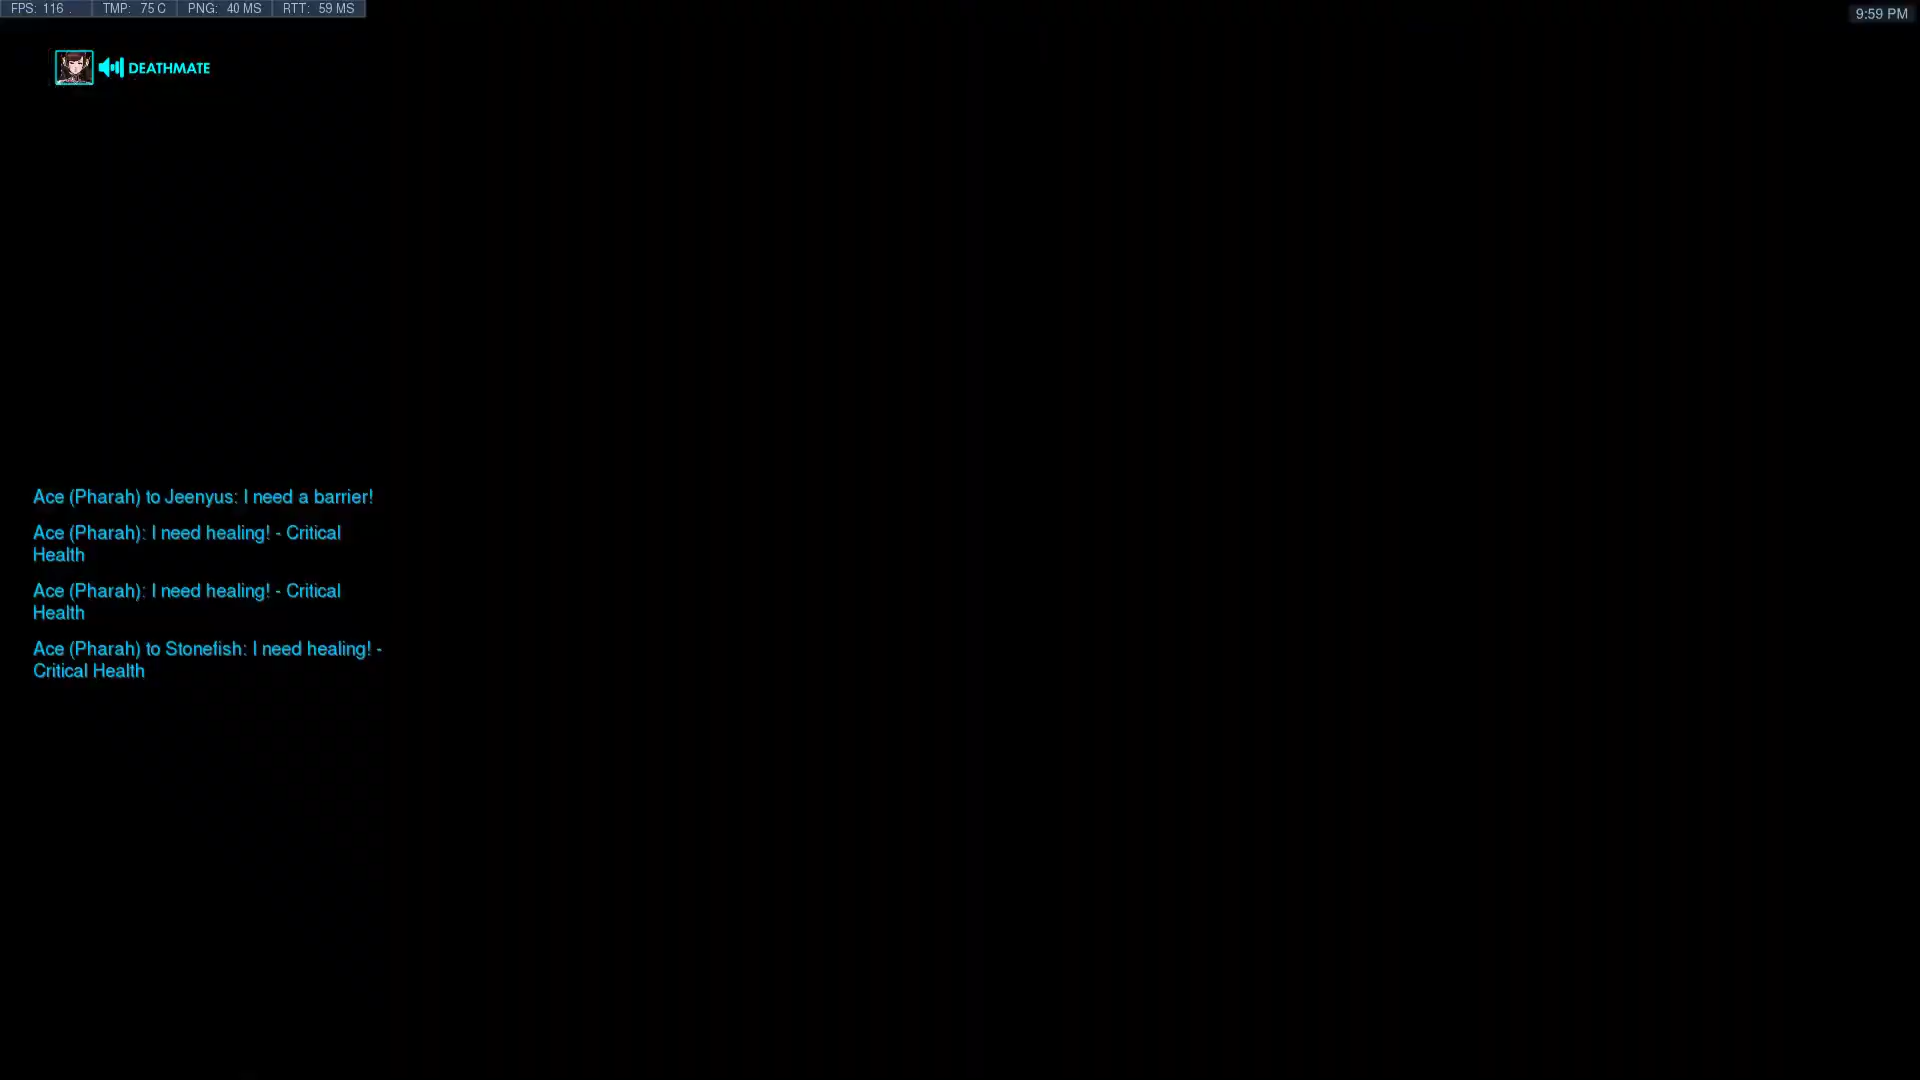 FPS: 116 . TMP: 75 C PNG: 40 MS RTT: 59 MS
9:59 PM
DEATHMATE
Ace (Pharah) to Jeenyus: I need a barrier!
Ace (Pharah): I need healing! - Critical
Health
Ace (Pharah): I need healing! - Critical
Health
Ace (Pharah) to Stonefish: I need healing! -
Critical Health